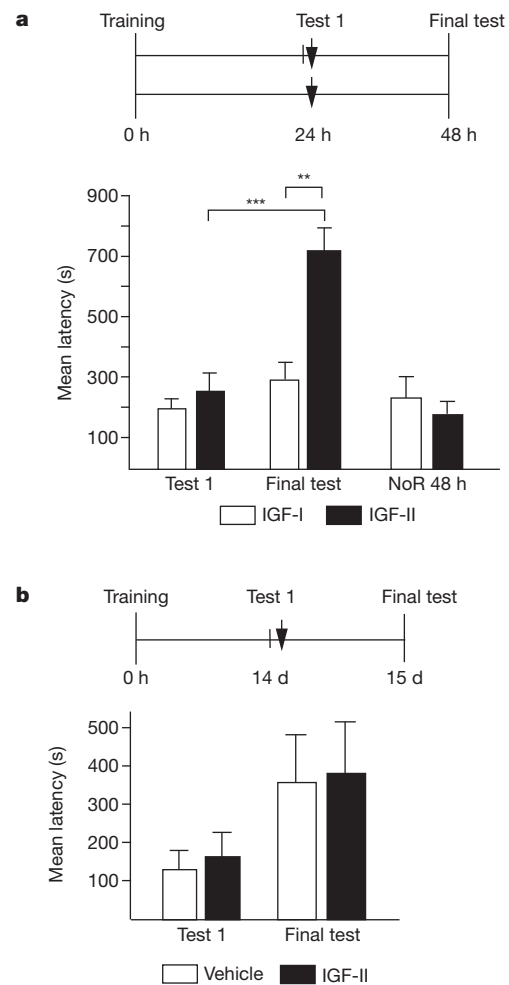 a
Training Test 1 Final test
0 h 24 h 48 h
Mean latency (s)
900
700
500
300
100
***
**
Test 1 Final test NoR 48 h
IGF-I IGF-II
b
Training Test 1 Final test
0 h 14 d 15 d
Mean latency (s)
500
400
300
200
100
Test 1 Final test
Vehicle IGF-II